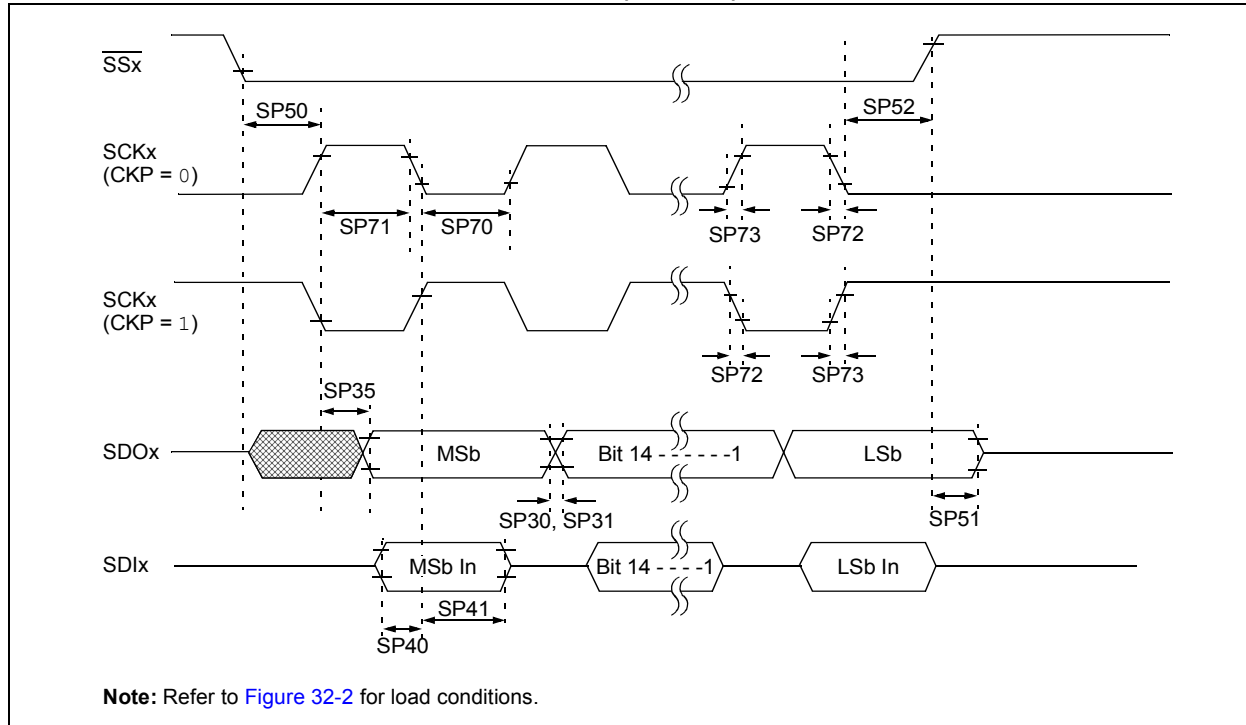 SSx
SP50
SP52
SCKx
(CKP = 0)
SP71
SP70
SP73
SP72
SCKx
(CKP = 1)
SP72
SP73
SP35
SDOx
MSb
Bit 14 - - - - - -1
LSb
SP30, SP31
SP51
SDIx
MSb In
Bit 14 - - - -1
LSb In
SP41
SP40
Note: Refer to Figure 32-2 for load conditions.